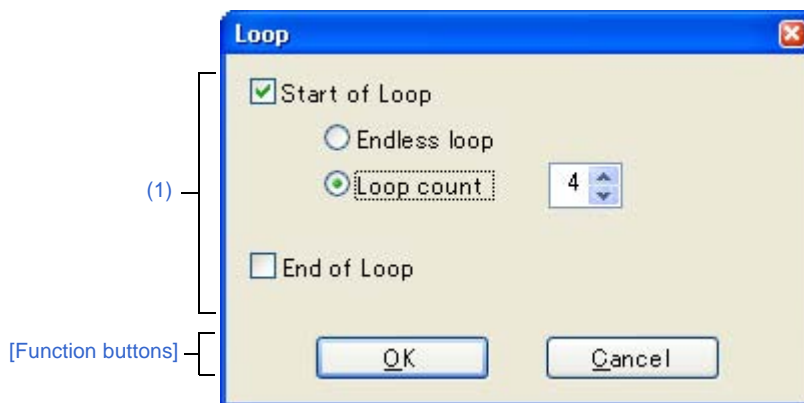 Loop
Start of Loop
Endless loop
(1)
Loop count 4
End of Loop
[Function buttons]
OK Cancel